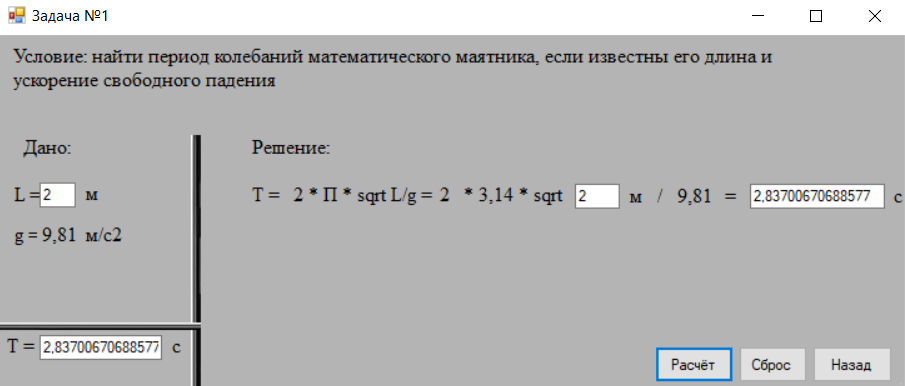 Задача №1
Условие: найти период колебаний математического маятника, если известны его длина и
ускорение свободного падения
Дано:
Решение:
L = 2 м
T = 2 * П * sqrt L/g = 2 * 3,14 * sqrt 2 м / 9,81 = 2,83700670688577 с
g = 9,81 м/с2
T = 2,83700670688577 с
Расчёт Сброс Назад